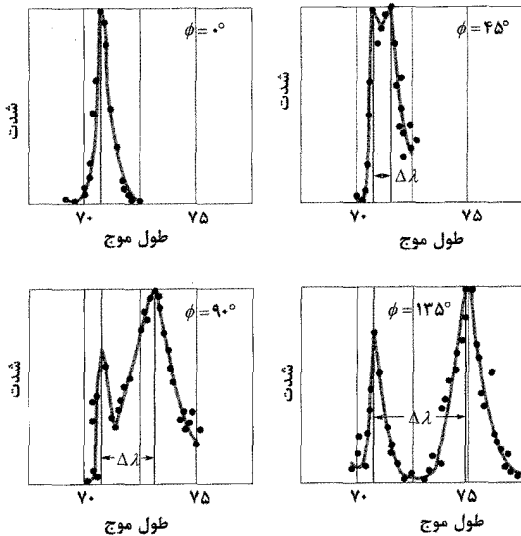 شدت
ϕ = ۰°
۷۰ ۷۵
طول موج
شدت
ϕ = ۴۵°
Δλ
۷۰ ۷۵
طول موج
شدت
ϕ = ۹۰°
Δλ
۷۰ ۷۵
طول موج
شدت
ϕ = ۱۳۵°
Δλ
۷۰ ۷۵
طول موج